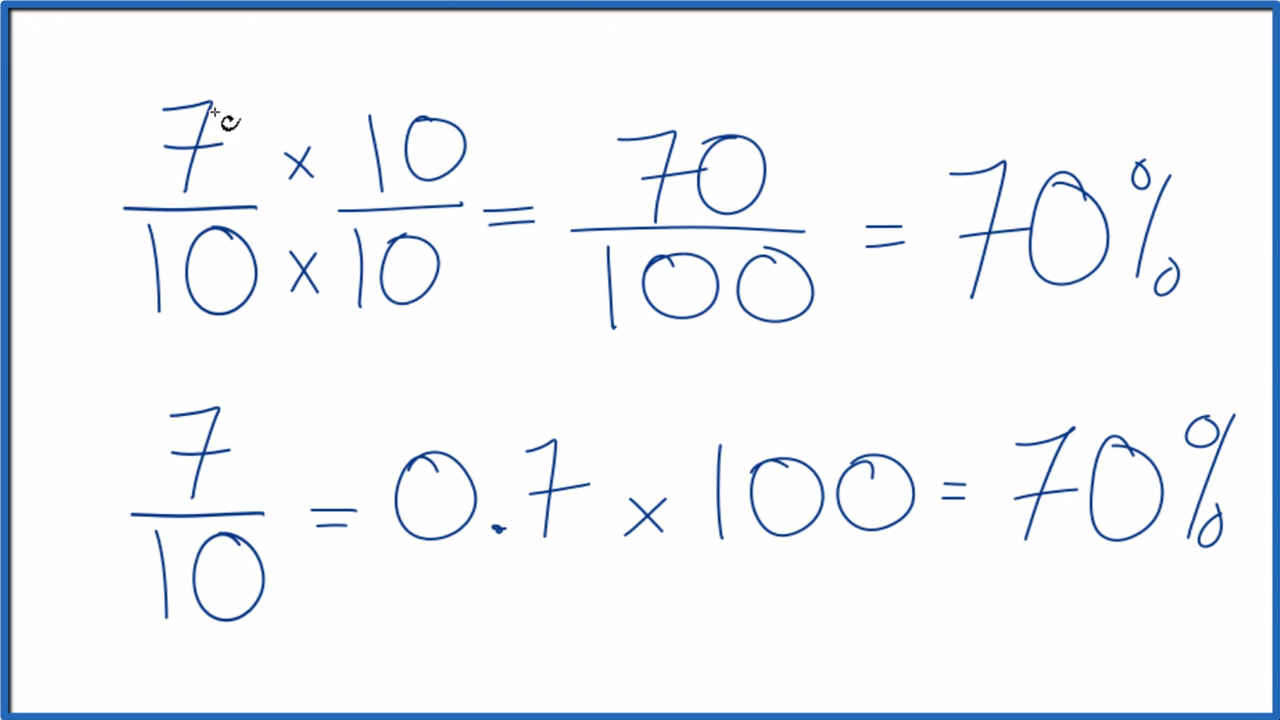 7/10 × 10/10 = 70/100 = 70%
7/10 = 0.7 × 100 = 70%